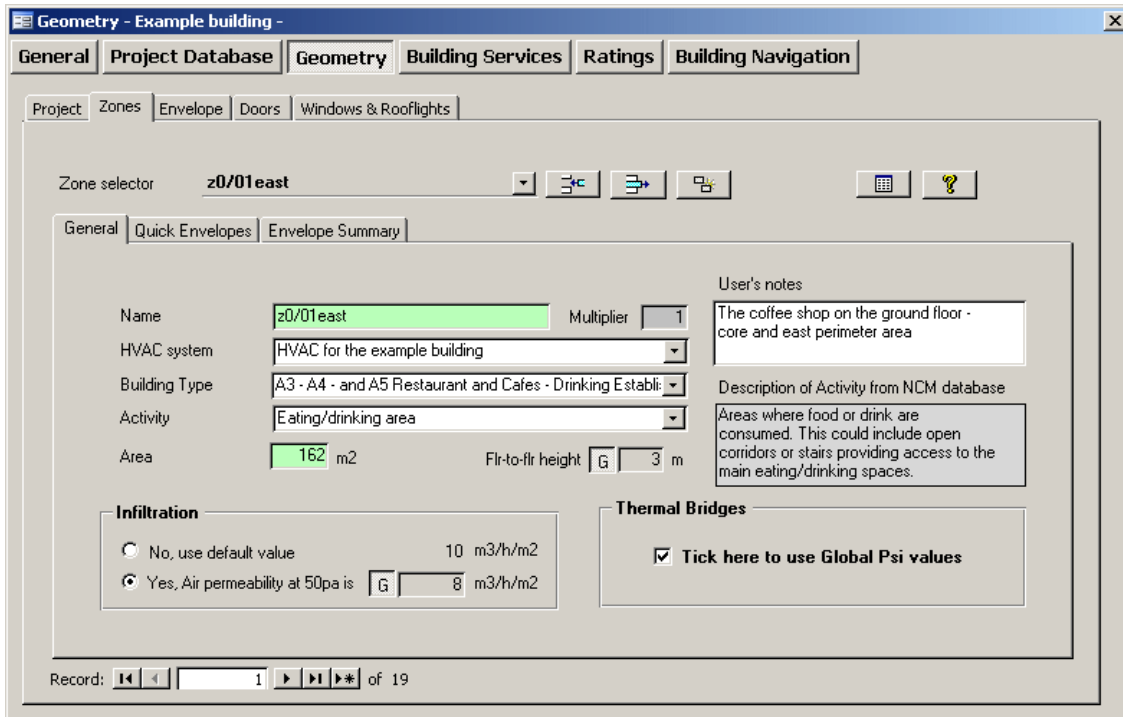 Geometry - Example building -
General Project Database Geometry Building Services Ratings Building Navigation
Project Zones Envelope Doors Windows & Rooflights
Zone selector z0/01east
General Quick Envelopes Envelope Summary
User's notes
Name z0/01east Multiplier 1
The coffee shop on the ground floor -
core and east perimeter area
HVAC system HVAC for the example building
Building Type A3 - A4 - and A5 Restaurant and Cafes - Drinking Establi:
Description of Activity from NCM database
Activity Eating/drinking area
Areas where food or drink are
consumed. This could include open
corridors or stairs providing access to the
main eating/drinking spaces.
Area 162 m2 Flr-to-flr height G 3 m
Infiltration
No, use default value 10 m3/h/m2
Yes, Air permeability at 50pa is G 8 m3/h/m2
Thermal Bridges
Tick here to use Global Psi values
Record: 1 of 19